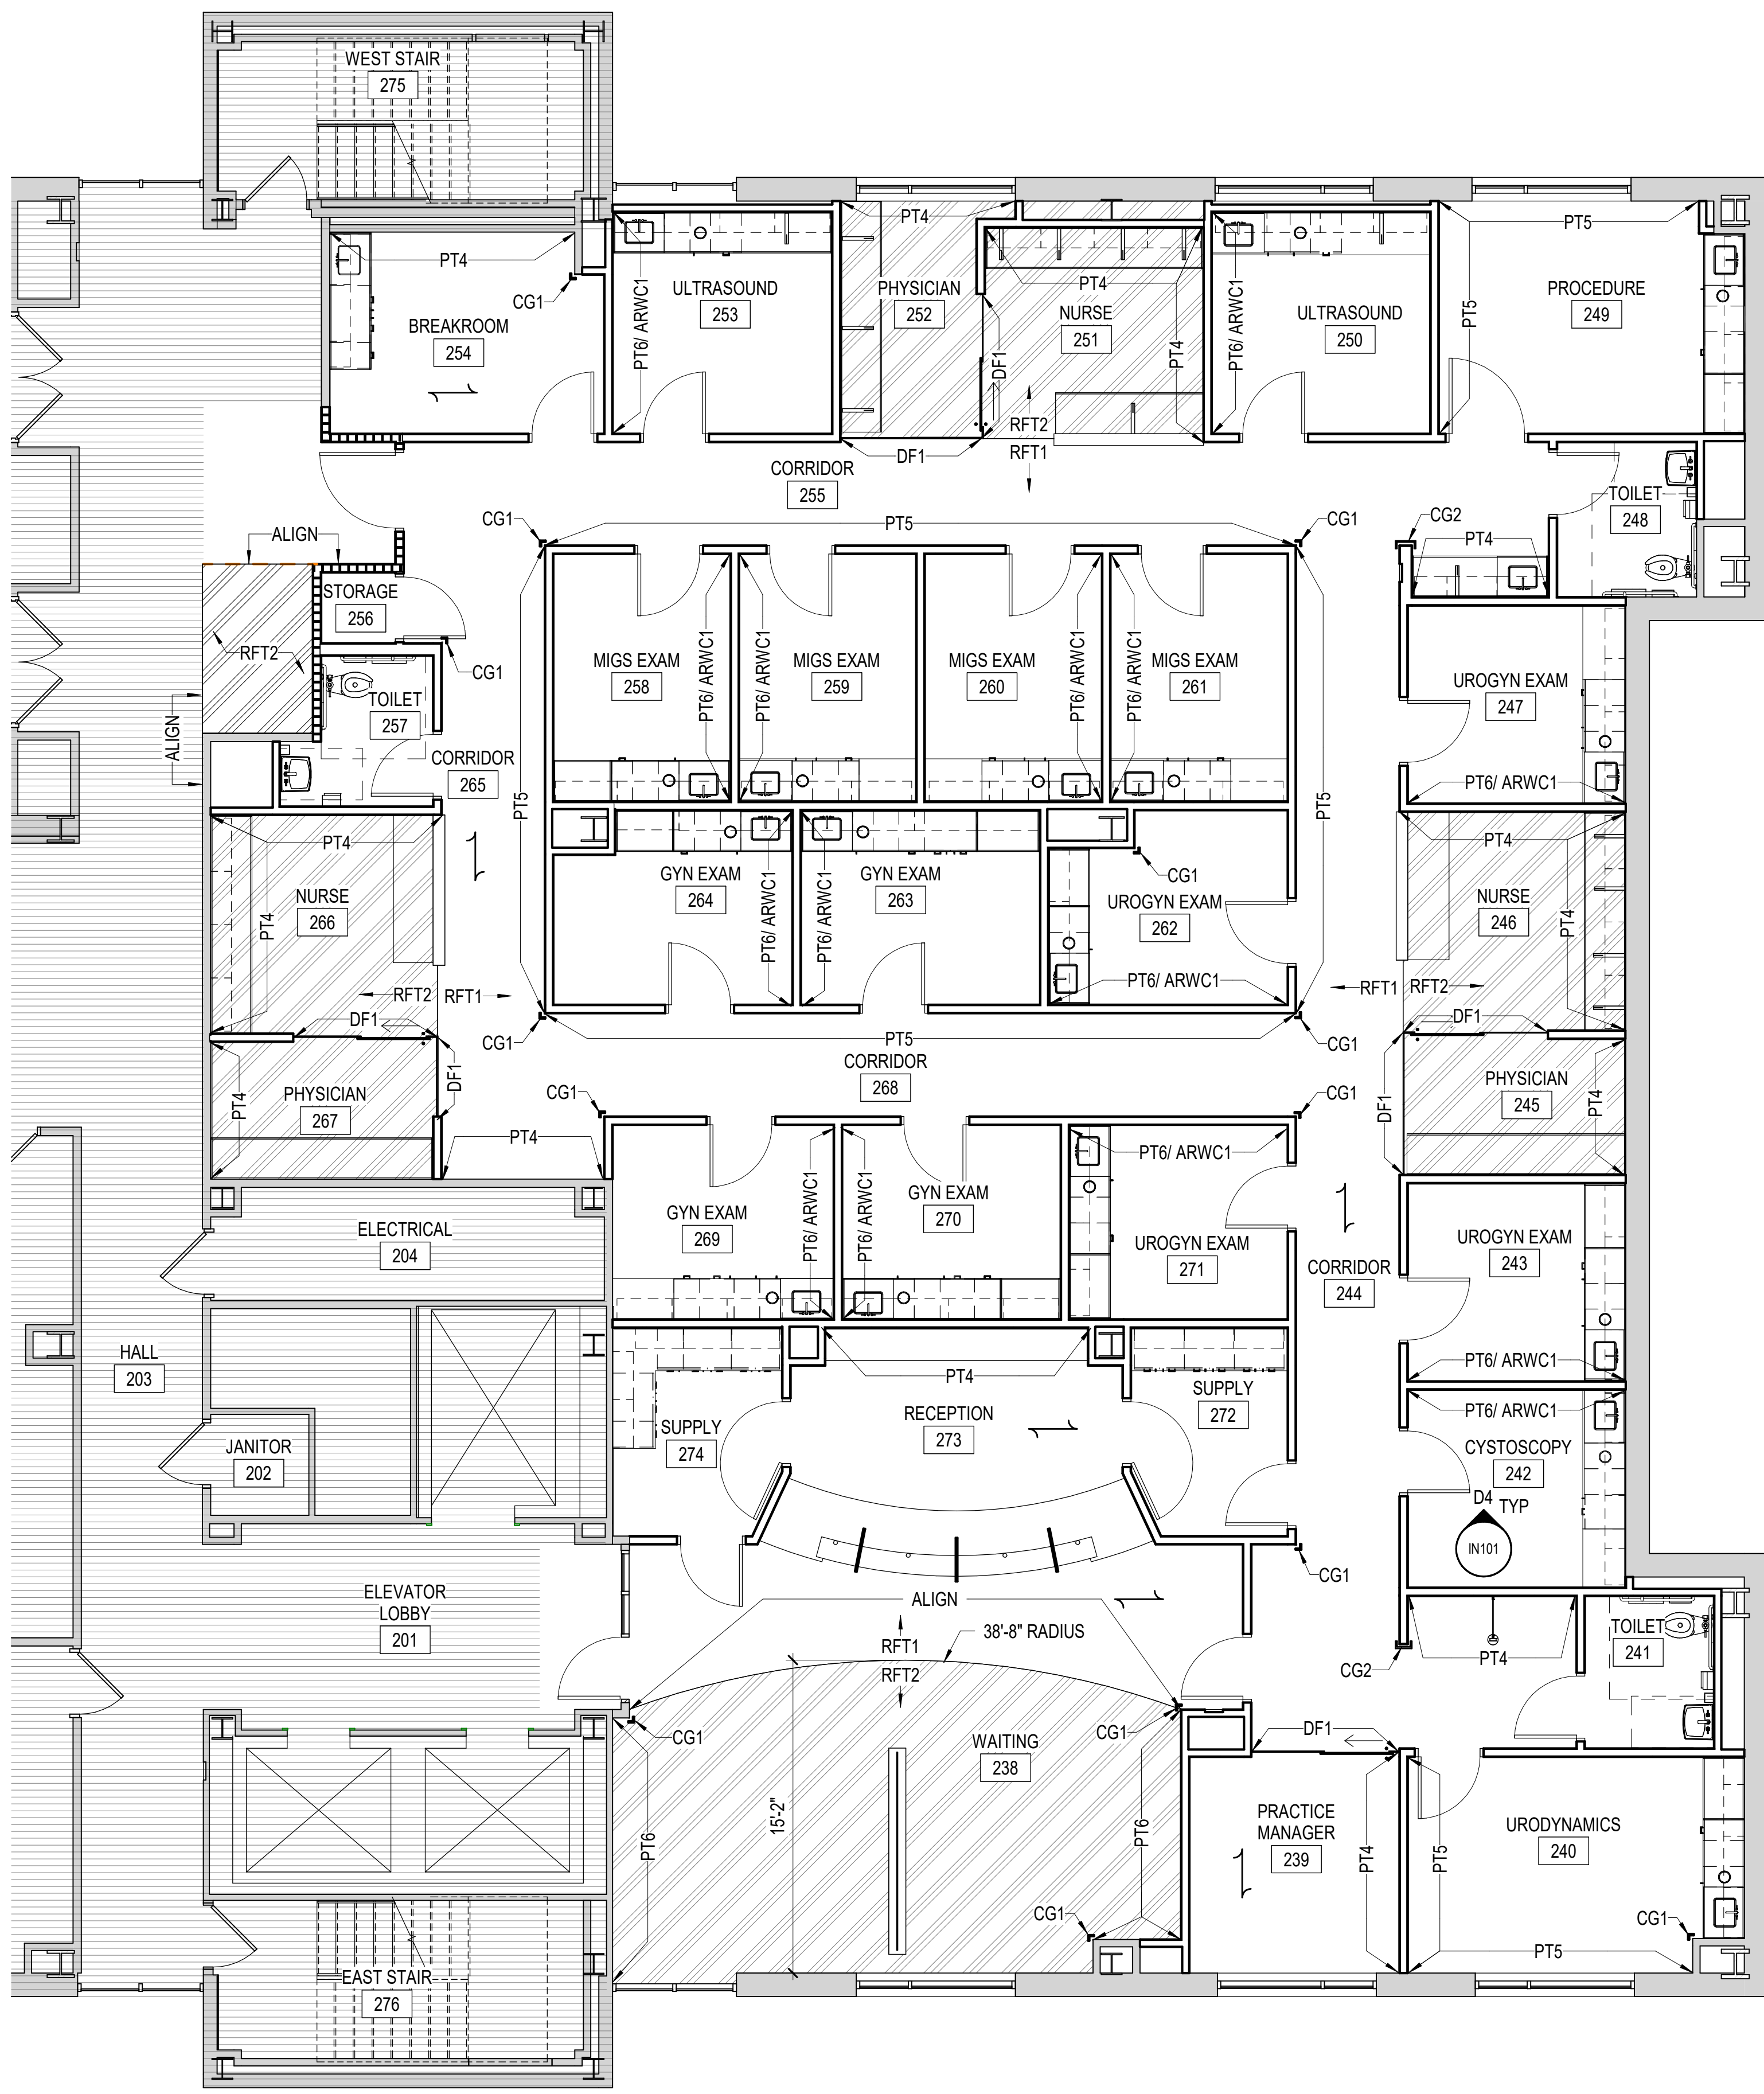 WEST STAIR
275
PT4
PT5
PT4
CG1
PT6/ ARWC1
ULTRASOUND
253
PHYSICIAN
252
PT4
NURSE
251
PT4
DF1
PT6/ ARWC1
ULTRASOUND
250
PT5
PROCEDURE
249
BREAKROOM
254
RFT2
RFT1
DF1
CORRIDOR
255
TOILET
248
CG1
PT5
CG1
CG2
PT4
ALIGN
STORAGE
256
RFT2
CG1
TOILET
257
ALIGN
CORRIDOR
265
PT5
MIGS EXAM
258
PT6/ ARWC1
PT6/ ARWC1
MIGS EXAM
259
MIGS EXAM
260
PT6/ ARWC1
PT6/ ARWC1
MIGS EXAM
261
PT5
UROGYN EXAM
247
PT6/ ARWC1
PT4
PT4
NURSE
266
GYN EXAM
264
PT6/ ARWC1
PT6/ ARWC1
GYN EXAM
263
CG1
UROGYN EXAM
262
PT6/ ARWC1
PT4
NURSE
246
PT4
RFT2
RFT1
RFT1
RFT2
DF1
DF1
CG1
PT5
CG1
CORRIDOR
268
DF1
PT4
PHYSICIAN
267
CG1
CG1
PT4
DF1
PHYSICIAN
245
PT4
PT6/ ARWC1
PT6/ ARWC1
PT6/ ARWC1
GYN EXAM
269
GYN EXAM
270
UROGYN EXAM
271
CORRIDOR
244
UROGYN EXAM
243
PT6/ ARWC1
ELECTRICAL
204
HALL
203
PT4
SUPPLY
272
RECEPTION
273
SUPPLY
274
PT6/ ARWC1
CYSTOSCOPY
242
D4
TYP
IN101
JANITOR
202
CG1
ELEVATOR
LOBBY
201
ALIGN
38'-8" RADIUS
RFT1
RFT2
CG2
PT4
TOILET
241
CG1
CG1
WAITING
238
DF1
15'-2"
PT6
PT6
PRACTICE
MANAGER
239
PT4
PT5
URODYNAMICS
240
CG1
CG1
PT5
EAST STAIR
276